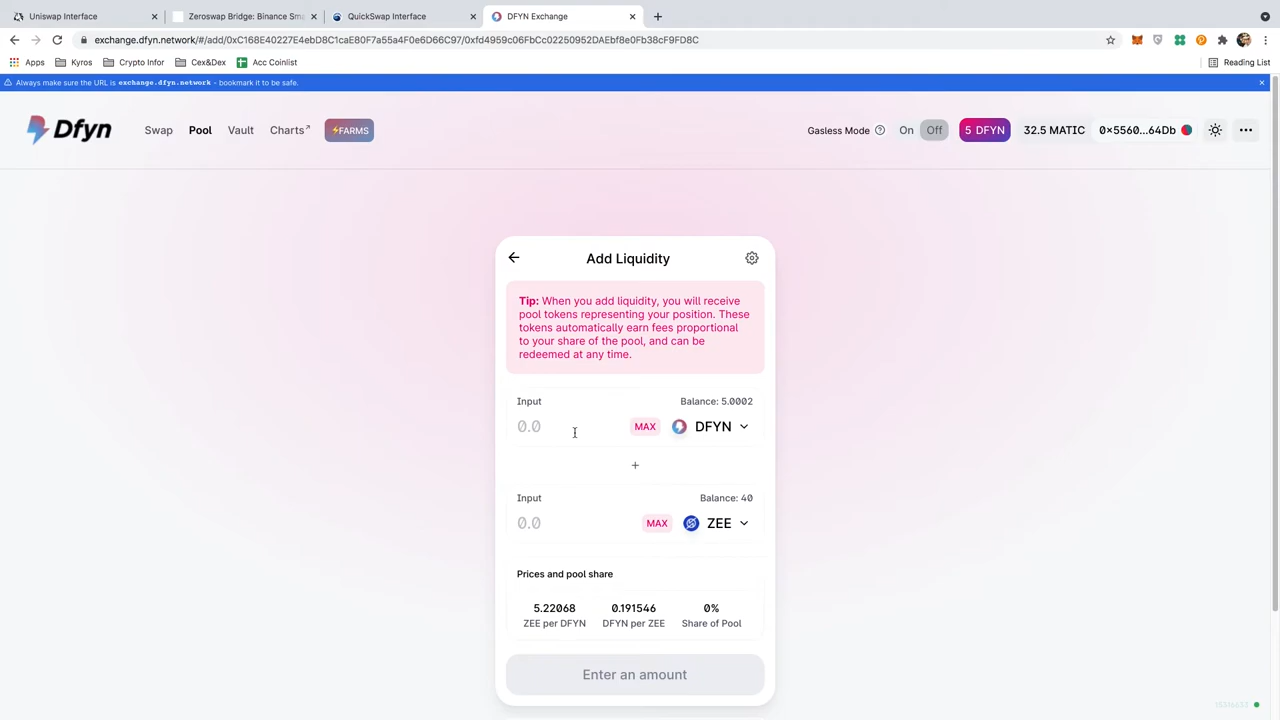 Uniswap Interface
Zeroswap Bridge: Binance Sma
QuickSwap Interface
DFYN Exchange
exchange.dfyn.network/#/add/0xC168E40227E4ebD8C1caE80F7a55a4F0e6D66C97/0xfd4959c06FbCc02250952DAEbf8e0Fb38cF9FD8C
Apps
Kyros
Crypto Infor
Cex&Dex
Acc Coinlist
Reading List
Always make sure the URL is exchange.dfyn.network - bookmark it to be safe.
Dfyn
Swap
Pool
Vault
Charts↗
⚡FARMS
Gasless Mode
On
Off
5 DFYN
32.5 MATIC
0x5560...64Db
Add Liquidity
Tip: When you add liquidity, you will receive
pool tokens representing your position. These
tokens automatically earn fees proportional
to your share of the pool, and can be
redeemed at any time.
Input
Balance: 5.0002
0.0
MAX
DFYN
+
Input
Balance: 40
0.0
MAX
ZEE
Prices and pool share
5.22068
0.191546
0%
ZEE per DFYN
DFYN per ZEE
Share of Pool
Enter an amount